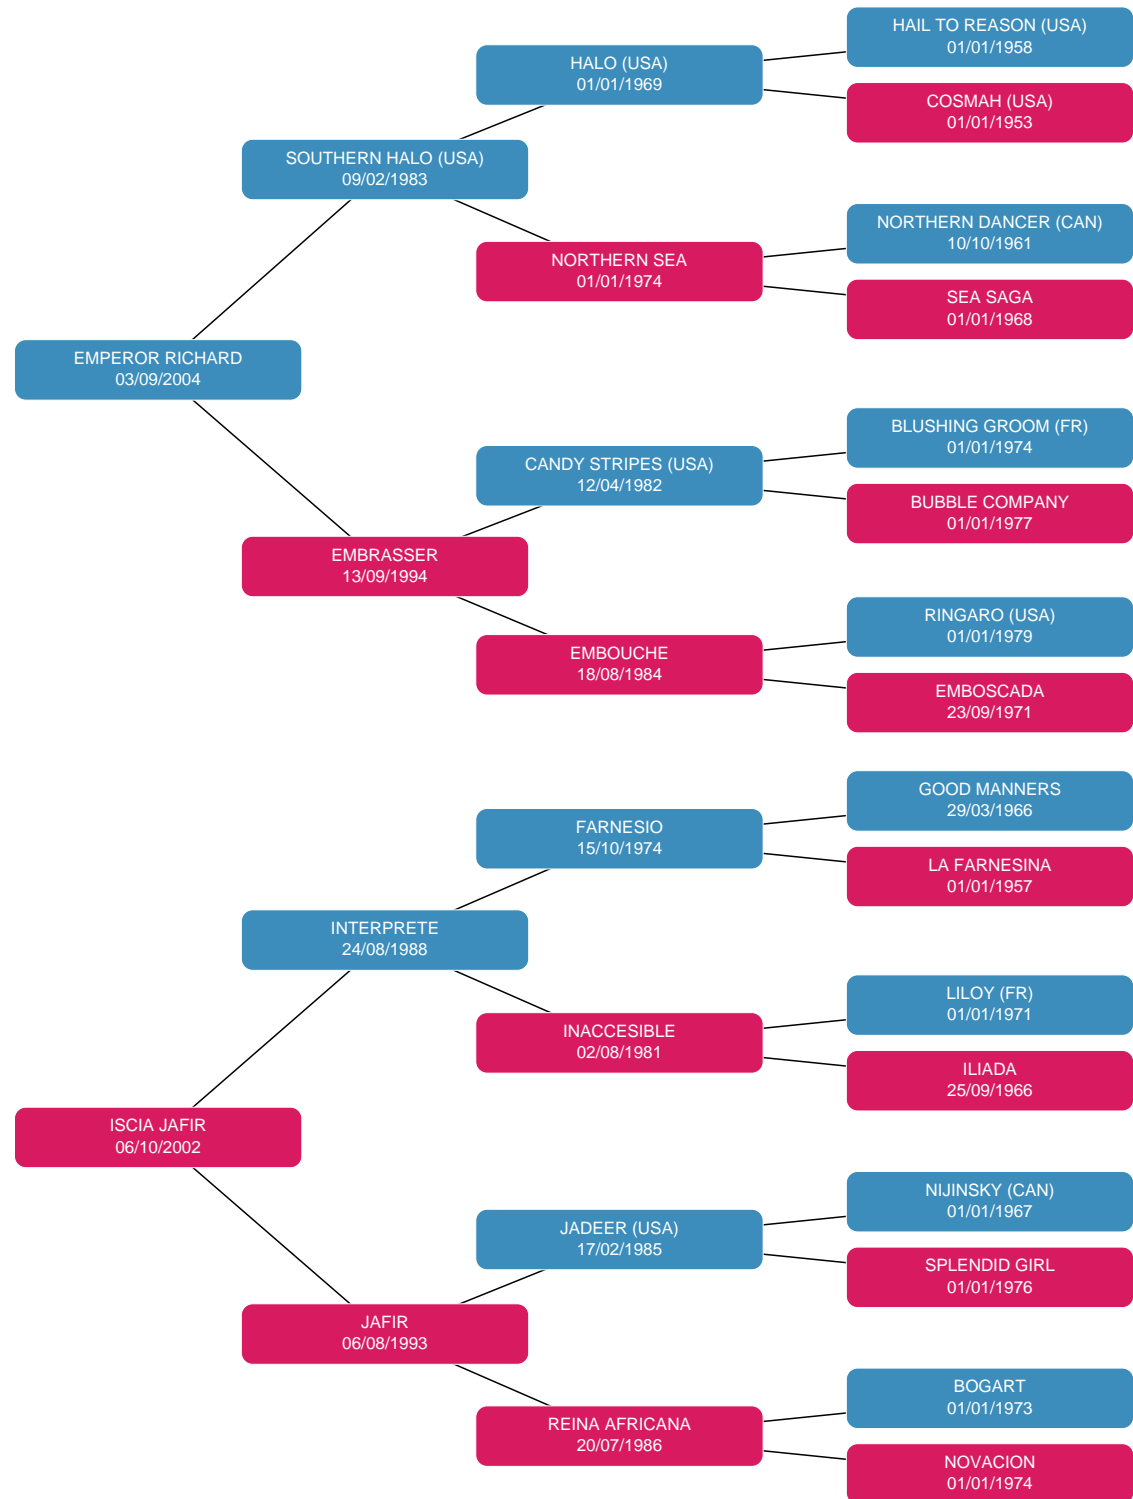 HAIL TO REASON (USA)
01/01/1958
HALO (USA)
01/01/1969
COSMAH (USA)
01/01/1953
SOUTHERN HALO (USA)
09/02/1983
NORTHERN DANCER (CAN)
10/10/1961
NORTHERN SEA
01/01/1974
SEA SAGA
01/01/1968
EMPEROR RICHARD
03/09/2004
BLUSHING GROOM (FR)
01/01/1974
CANDY STRIPES (USA)
12/04/1982
BUBBLE COMPANY
01/01/1977
EMBRASSER
13/09/1994
RINGARO (USA)
01/01/1979
EMBOUCHE
18/08/1984
EMBOSCADA
23/09/1971
GOOD MANNERS
29/03/1966
FARNESIO
15/10/1974
LA FARNESINA
01/01/1957
INTERPRETE
24/08/1988
LILOY (FR)
01/01/1971
INACCESIBLE
02/08/1981
ILIADA
25/09/1966
ISCIA JAFIR
06/10/2002
NIJINSKY (CAN)
01/01/1967
JADEER (USA)
17/02/1985
SPLENDID GIRL
01/01/1976
JAFIR
06/08/1993
BOGART
01/01/1973
REINA AFRICANA
20/07/1986
NOVACION
01/01/1974